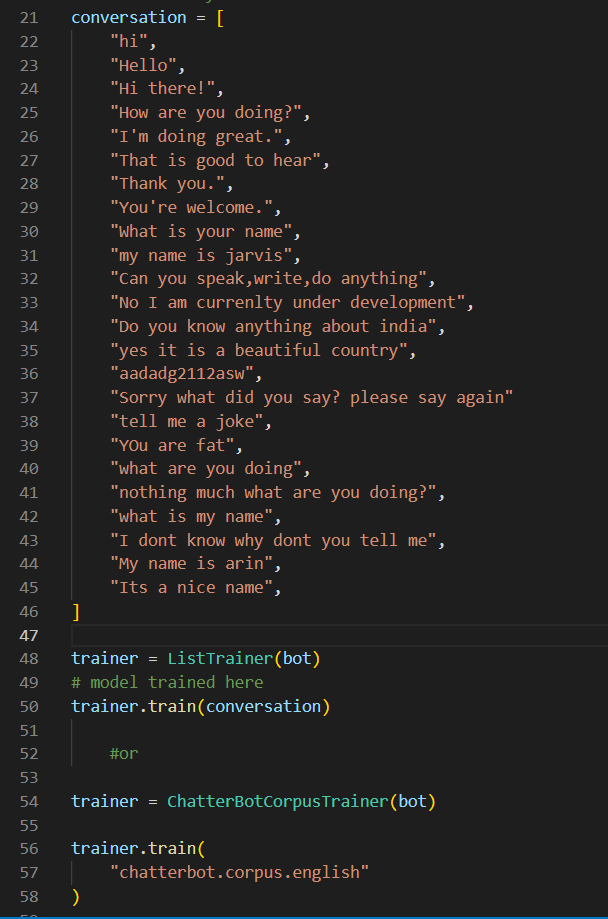 21 conversation = [
22 "hi",
23 "Hello",
24 "Hi there!",
25 "How are you doing?",
26 "I'm doing great.",
27 "That is good to hear",
28 "Thank you.",
29 "You're welcome.",
30 "What is your name",
31 "my name is jarvis",
32 "Can you speak,write,do anything",
33 "No I am currenlty under development",
34 "Do you know anything about india",
35 "yes it is a beautiful country",
36 "aadadg2112asw",
37 "Sorry what did you say? please say again"
38 "tell me a joke",
39 "YOu are fat",
40 "what are you doing",
41 "nothing much what are you doing?",
42 "what is my name",
43 "I dont know why dont you tell me",
44 "My name is arin",
45 "Its a nice name",
46 ]
47
48 trainer = ListTrainer(bot)
49 # model trained here
50 trainer.train(conversation)
51
52 #or
53
54 trainer = ChatterBotCorpusTrainer(bot)
55
56 trainer.train(
57 "chatterbot.corpus.english"
58 )